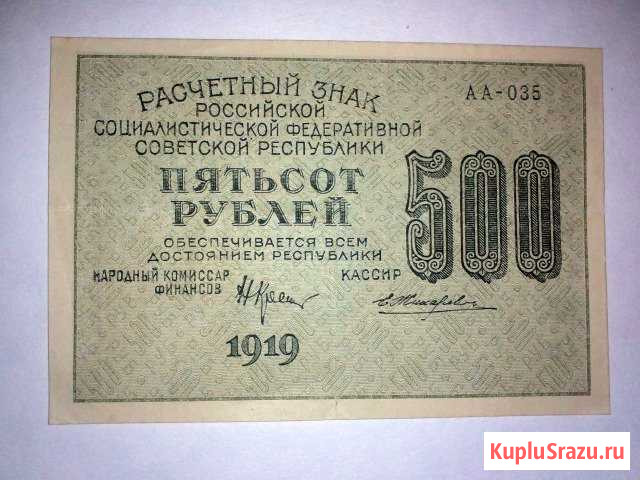 РАСЧЕТНЫЙ ЗНАК
АА-035
РОССИЙСКОЙ
СОЦИАЛИСТИЧЕСКОЙ ФЕДЕРАТИВНОЙ
СОВЕТСКОЙ РЕСПУБЛИКИ
ПЯТЬСОТ
РУБЛЕЙ
500
ОБЕСПЕЧИВАЕТСЯ ВСЕМ
ДОСТОЯНИЕМ РЕСПУБЛИКИ
НАРОДНЫЙ КОМИССАР
ФИНАНСОВ
КАССИР
1919
KupluSrazu.ru